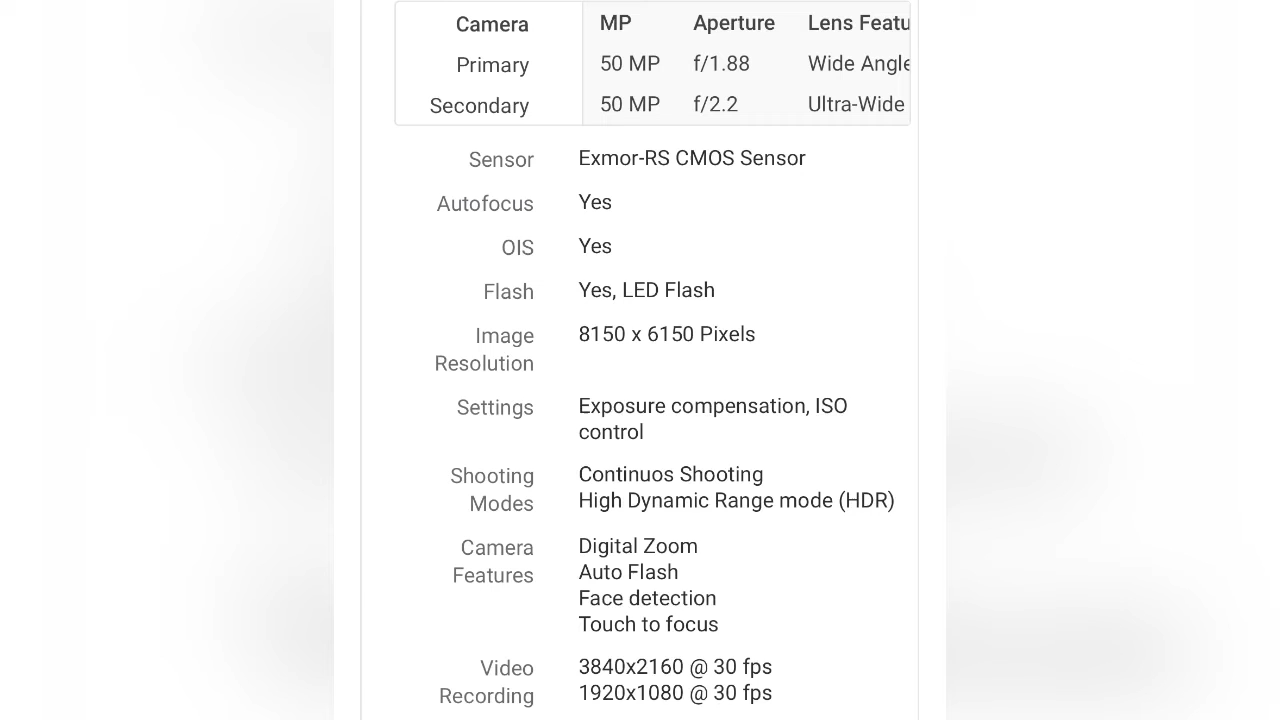 Camera MP Aperture Lens Featu
Primary 50 MP f/1.88 Wide Angle
Secondary 50 MP f/2.2 Ultra-Wide
Sensor Exmor-RS CMOS Sensor
Autofocus Yes
OIS Yes
Flash Yes, LED Flash
Image 8150 x 6150 Pixels
Resolution
Settings Exposure compensation, ISO
control
Shooting Continuos Shooting
Modes High Dynamic Range mode (HDR)
Camera Digital Zoom
Features Auto Flash
Face detection
Touch to focus
Video 3840x2160 @ 30 fps
Recording 1920x1080 @ 30 fps